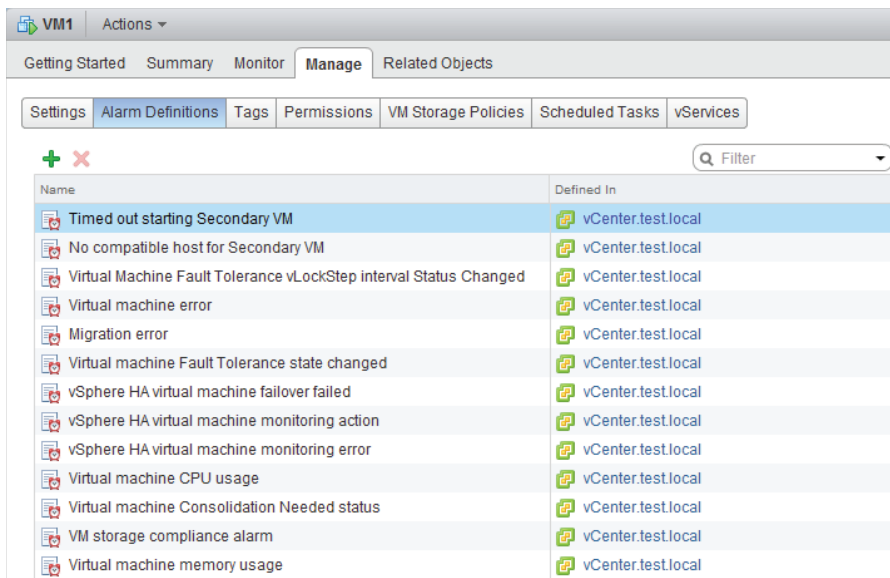 VM1 Actions
Getting Started Summary Monitor Manage Related Objects
Settings Alarm Definitions Tags Permissions VM Storage Policies Scheduled Tasks vServices
Filter
Name Defined In
Timed out starting Secondary VM vCenter.test.local
No compatible host for Secondary VM vCenter.test.local
Virtual Machine Fault Tolerance vLockStep interval Status Changed vCenter.test.local
Virtual machine error vCenter.test.local
Migration error vCenter.test.local
Virtual machine Fault Tolerance state changed vCenter.test.local
vSphere HA virtual machine failover failed vCenter.test.local
vSphere HA virtual machine monitoring action vCenter.test.local
vSphere HA virtual machine monitoring error vCenter.test.local
Virtual machine CPU usage vCenter.test.local
Virtual machine Consolidation Needed status vCenter.test.local
VM storage compliance alarm vCenter.test.local
Virtual machine memory usage vCenter.test.local